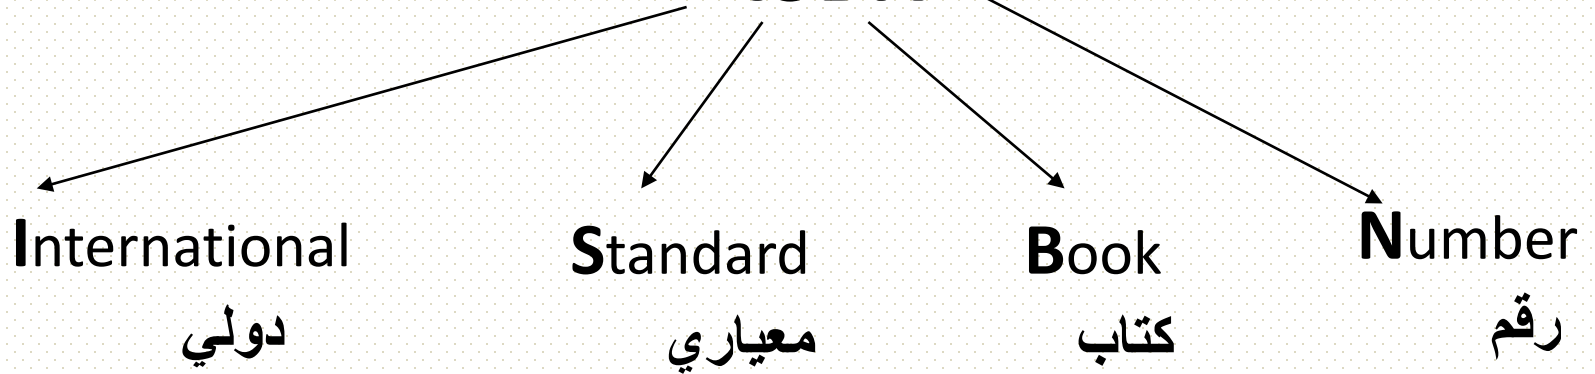 International Standard Book Number
دولي معياري كتاب رقم